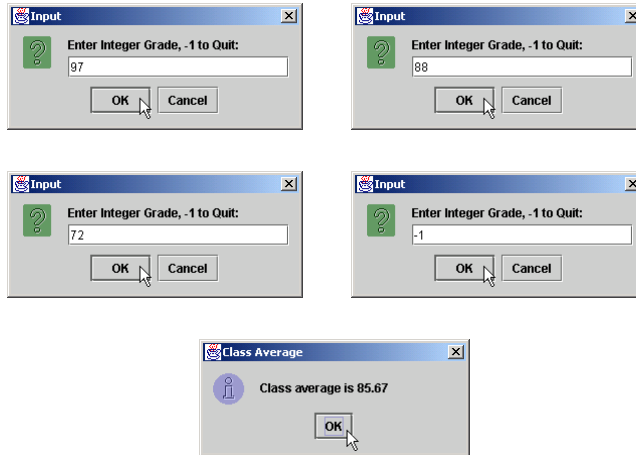 Input
Enter Integer Grade, -1 to Quit:
97
OK Cancel
Input
Enter Integer Grade, -1 to Quit:
88
OK Cancel
Input
Enter Integer Grade, -1 to Quit:
72
OK Cancel
Input
Enter Integer Grade, -1 to Quit:
-1
OK Cancel
Class Average
Class average is 85.67
OK